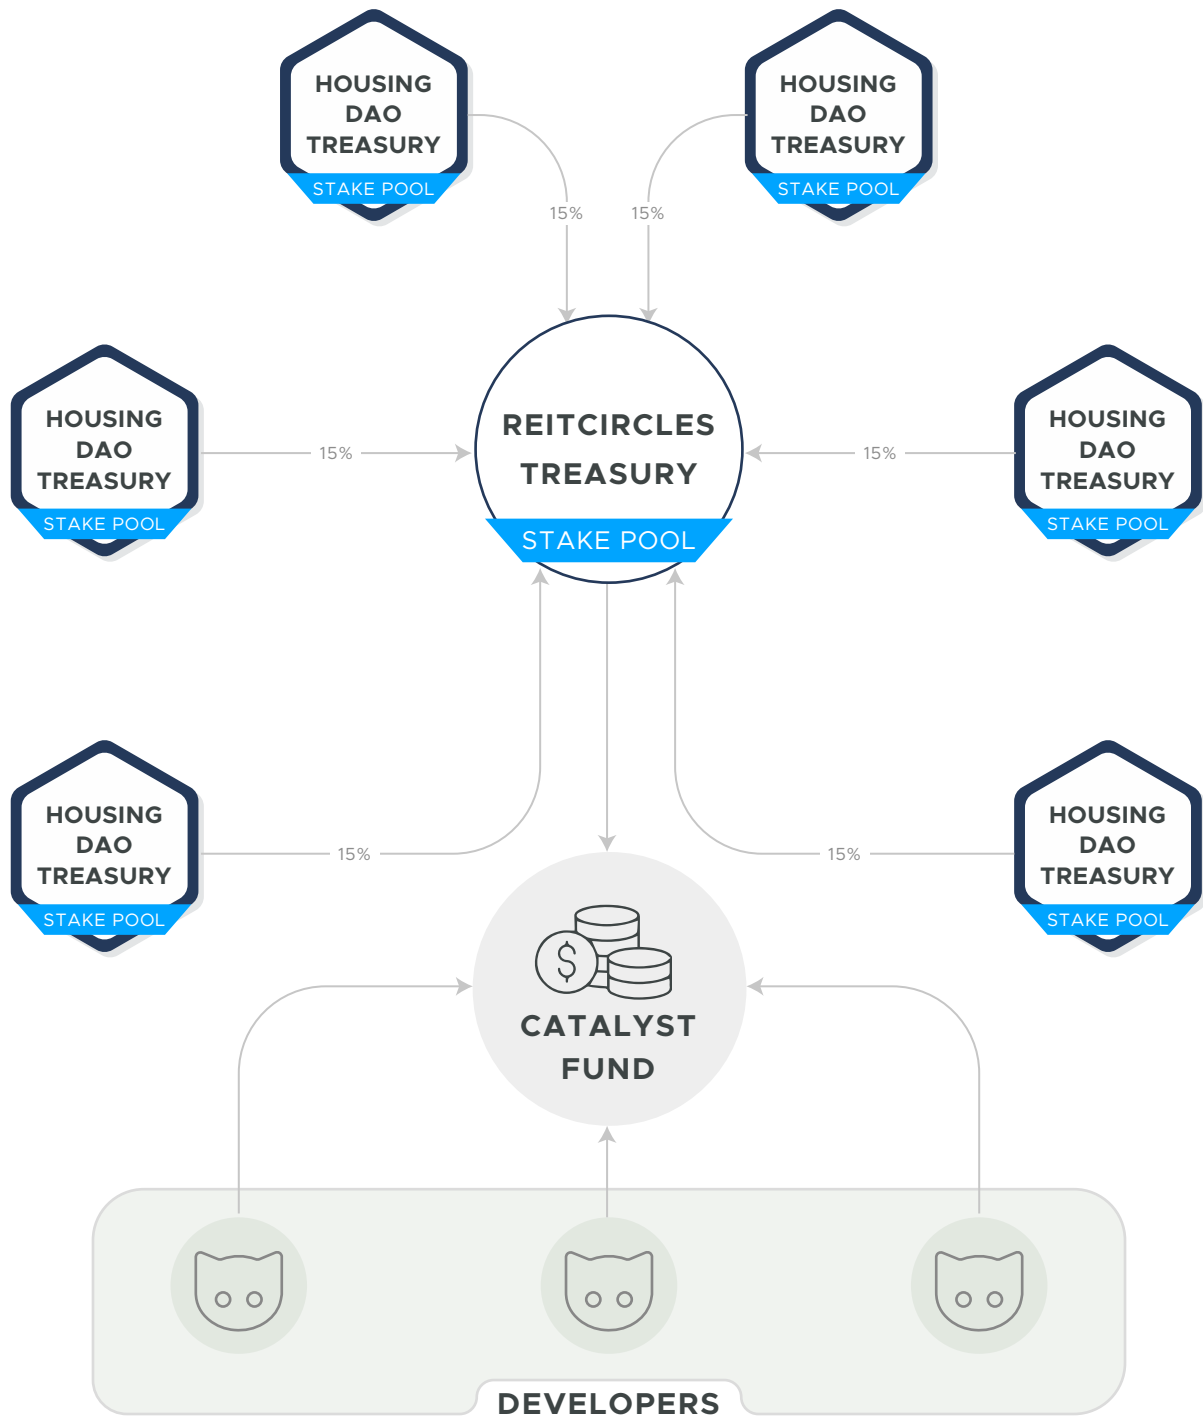 HOUSING
DAO
TREASURY
STAKE POOL
HOUSING
DAO
TREASURY
STAKE POOL
15%
15%
HOUSING
DAO
TREASURY
STAKE POOL
15%
REITCIRCLES
TREASURY
STAKE POOL
15%
HOUSING
DAO
TREASURY
STAKE POOL
HOUSING
DAO
TREASURY
STAKE POOL
15%
15%
HOUSING
DAO
TREASURY
STAKE POOL
$
CATALYST
FUND
DEVELOPERS